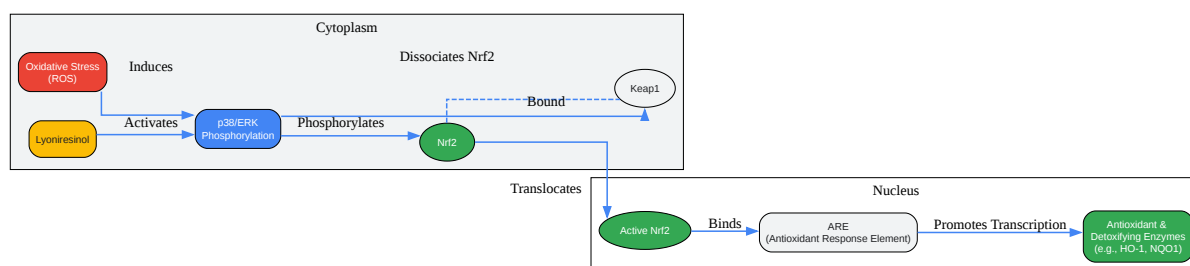 Cytoplasm
Dissociates Nrf2
Oxidative Stress
(ROS)
Induces
Keap1
Bound
Lyoniresinol
Activates
p38/ERK
Phosphorylation
Phosphorylates
Nrf2
Translocates
Nucleus
Active Nrf2
Binds
ARE
(Antioxidant Response Element)
Promotes Transcription
Antioxidant &
Detoxifying Enzymes
(e.g., HO-1, NQO1)